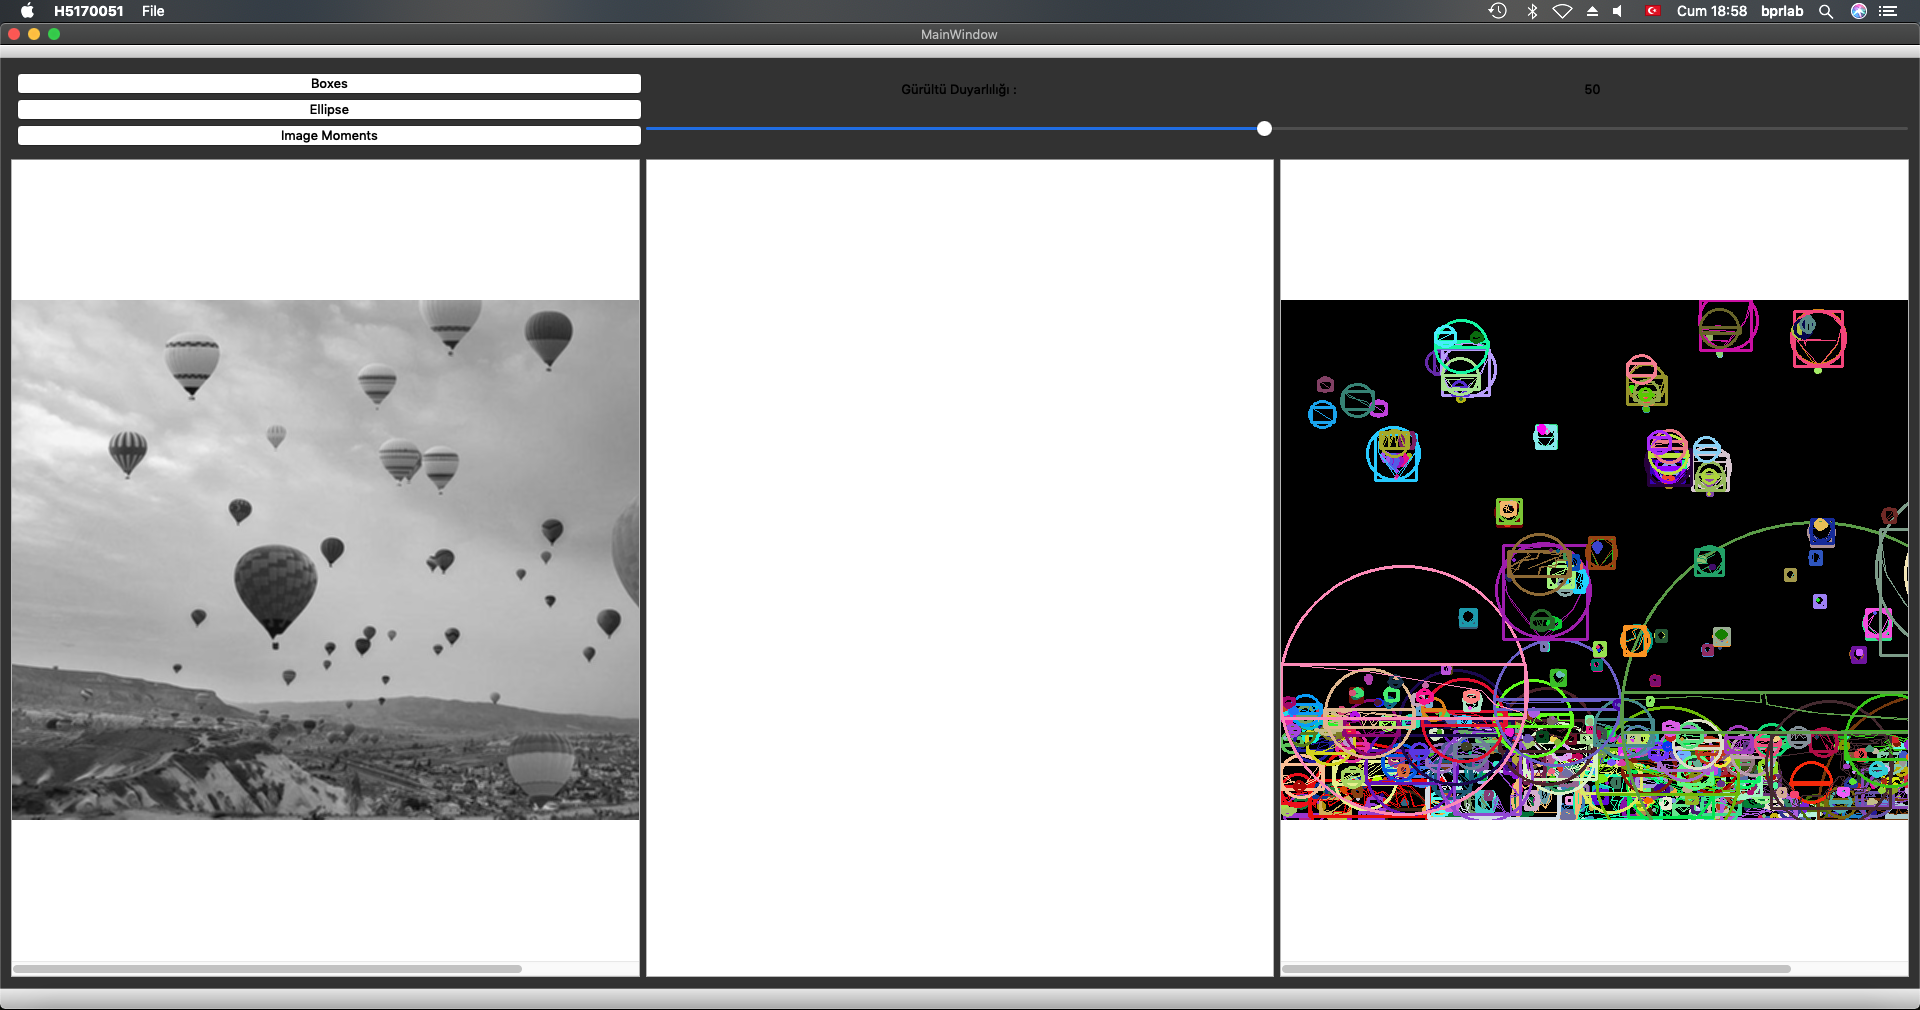 H5170051 File Cum 18:58 bprlab
MainWindow
Boxes
Ellipse
Image Moments
Gürültü Duyarlılığı : 50